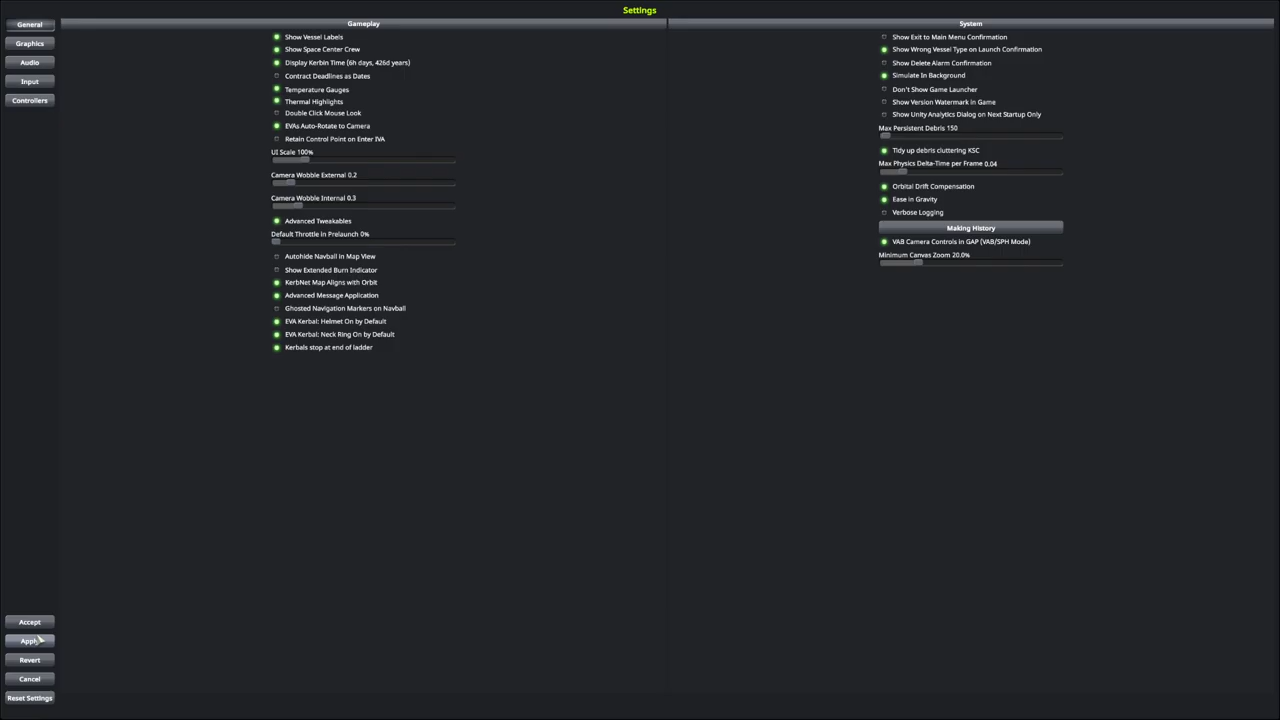 Settings
General
Graphics
Audio
Input
Controllers
Gameplay
Show Vessel Labels
Show Space Center Crew
Display Kerbin Time (6h days, 426d years)
Contract Deadlines as Dates
Temperature Gauges
Thermal Highlights
Double Click Mouse Look
EVAs Auto-Rotate to Camera
Retain Control Point on Enter IVA
UI Scale 100%
Camera Wobble External 0.2
Camera Wobble Internal 0.3
Advanced Tweakables
Default Throttle in Prelaunch 0%
Autohide Navball in Map View
Show Extended Burn Indicator
KerbNet Map Aligns with Orbit
Advanced Message Application
Ghosted Navigation Markers on Navball
EVA Kerbal: Helmet On by Default
EVA Kerbal: Neck Ring On by Default
Kerbals stop at end of ladder
System
Show Exit to Main Menu Confirmation
Show Wrong Vessel Type on Launch Confirmation
Show Delete Alarm Confirmation
Simulate In Background
Don't Show Game Launcher
Show Version Watermark in Game
Show Unity Analytics Dialog on Next Startup Only
Max Persistent Debris 150
Tidy up debris cluttering KSC
Max Physics Delta-Time per Frame 0.04
Orbital Drift Compensation
Ease in Gravity
Verbose Logging
Making History
VAB Camera Controls in GAP (VAB/SPH Mode)
Minimum Canvas Zoom 20.0%
Accept
Apply
Revert
Cancel
Reset Settings